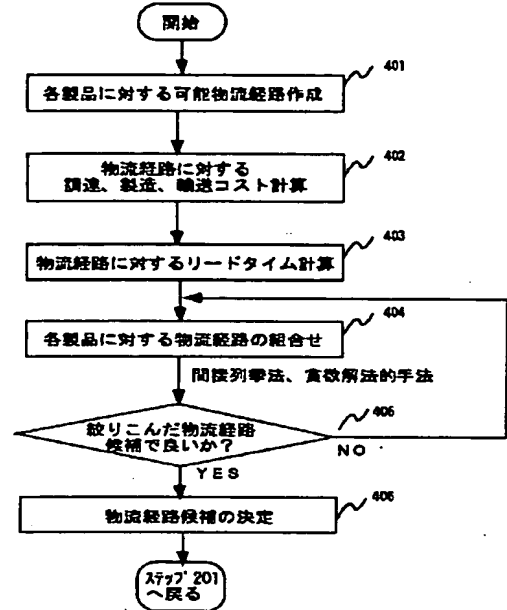 開始
401
各製品に対する可能物流経路作成
402
物流経路に対する
調達、製造、輸送コスト計算
403
物流経路に対するリードタイム計算
404
各製品に対する物流経路の組合せ
間接列挙法、貪欲解法的手法
405
絞りこんだ物流経路
候補で良いか？
NO
YES
406
物流経路候補の決定
ステップ201
へ戻る